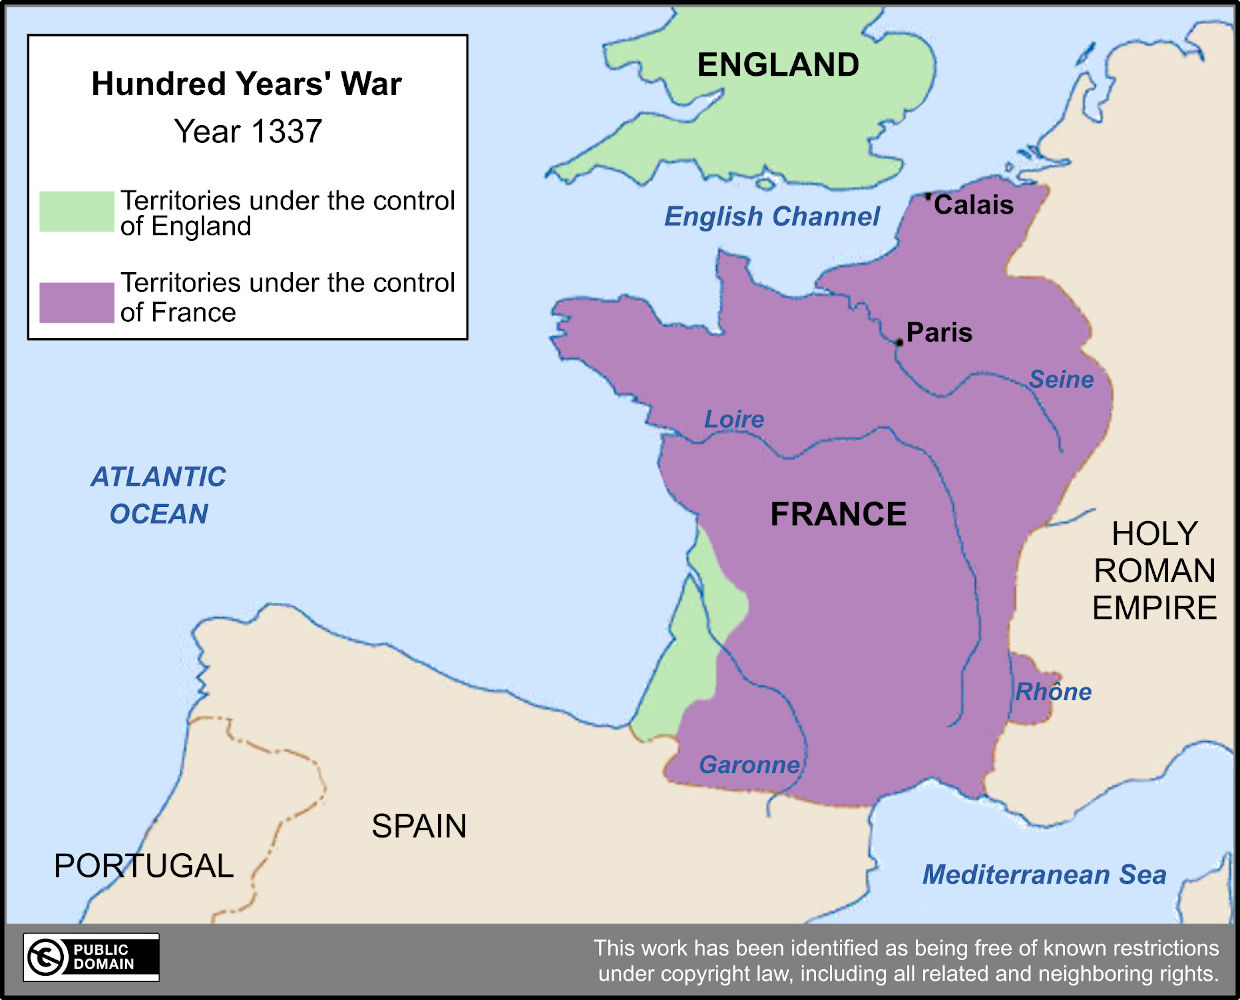 Hundred Years' War
Year 1337
Territories under the control
of England
Territories under the control
of France
ENGLAND
English Channel
Calais
Paris
Seine
Loire
ATLANTIC
OCEAN
FRANCE
HOLY
ROMAN
EMPIRE
Rhône
Garonne
SPAIN
PORTUGAL
Mediterranean Sea
PUBLIC
DOMAIN
This work has been identified as being free of known restrictions
under copyright law, including all related and neighboring rights.